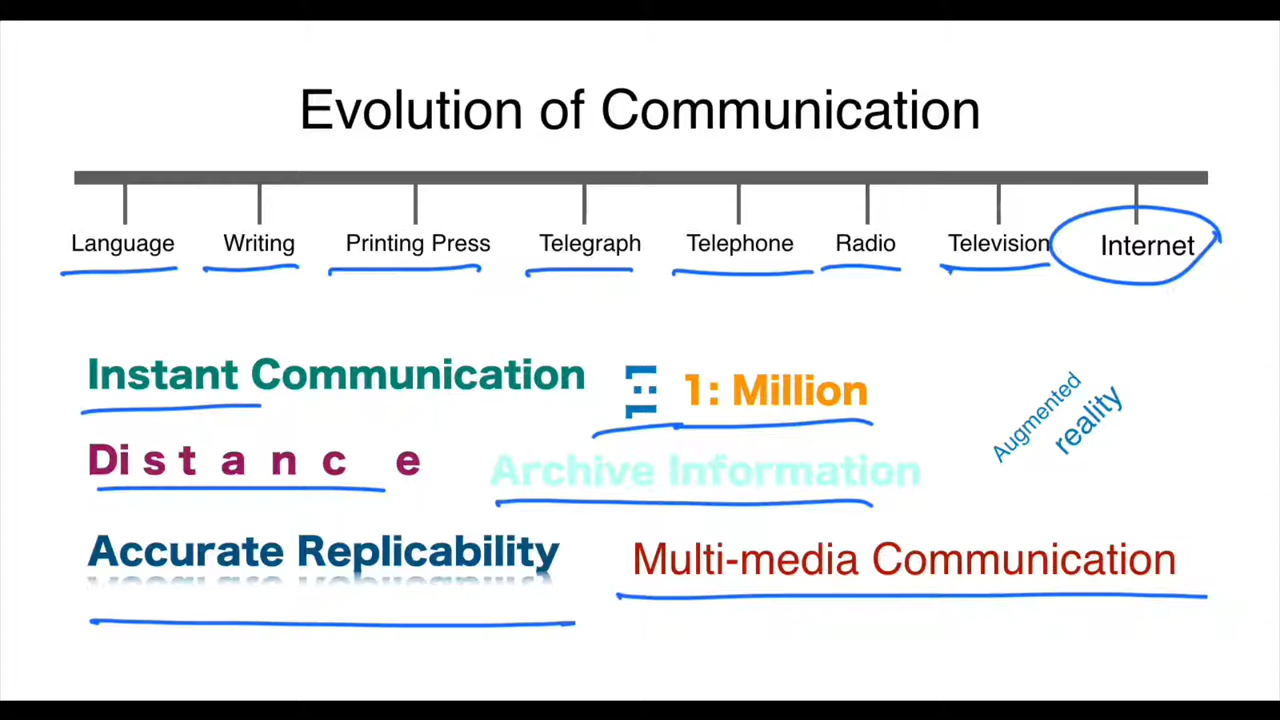 Evolution of Communication
Language Writing Printing Press Telegraph Telephone Radio Television Internet
Instant Communication
1:1
1: Million
Augmented
reality
Distance
Archive Information
Accurate Replicability
Multi-media Communication